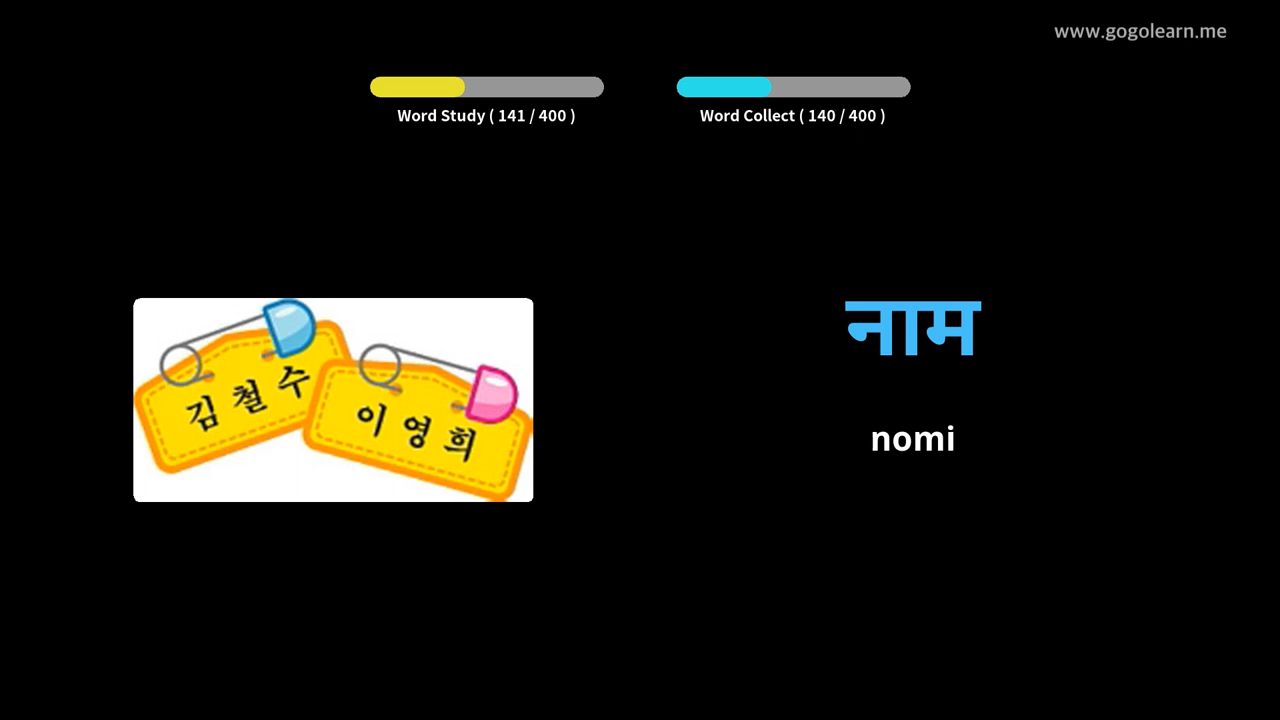 www.gogolearn.me
Word Study ( 141 / 400 )
Word Collect ( 140 / 400 )
김철수
이영희
नाम
nomi